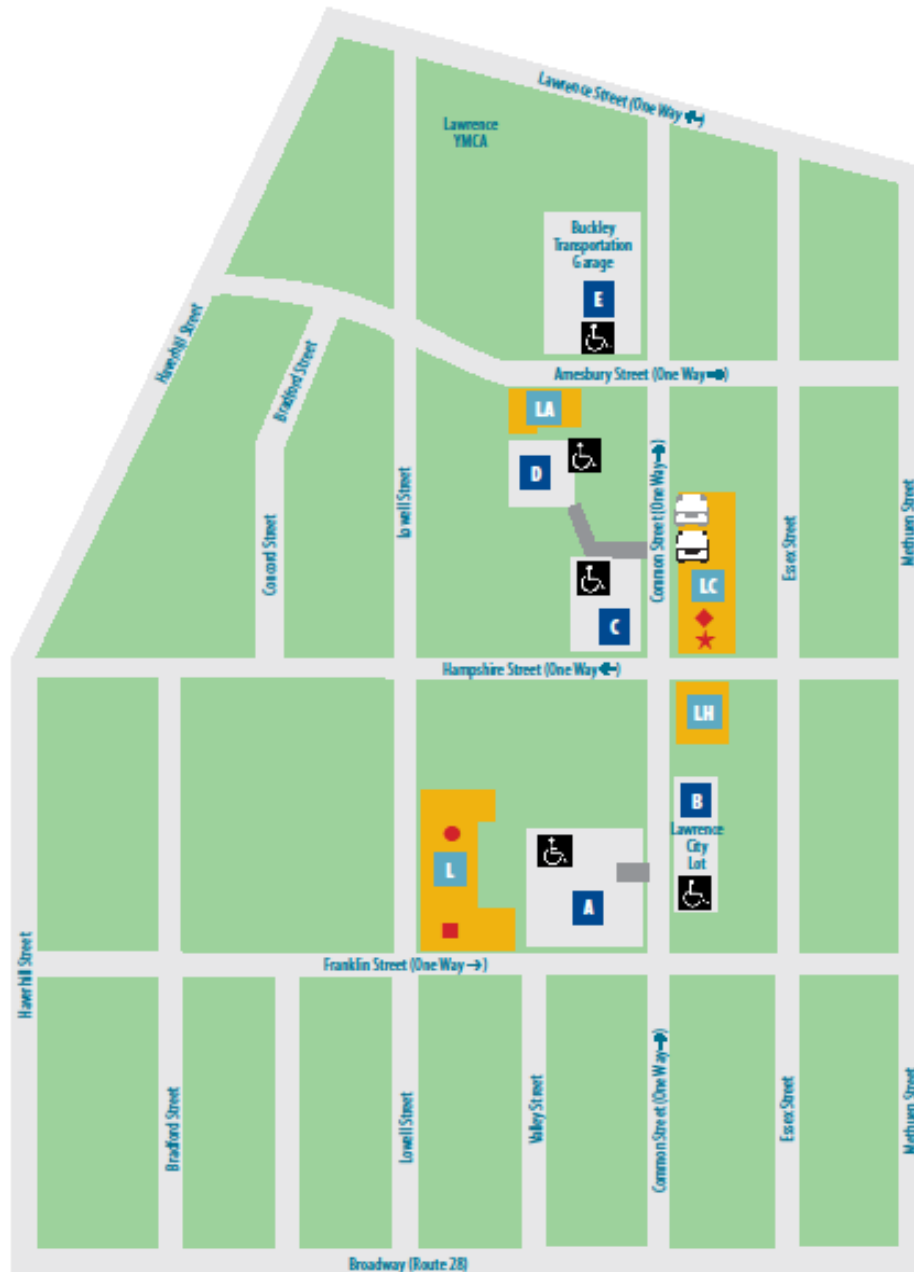 Lawrence Street (One Way ←)
Lawrence
YMCA
Buckley
Transportation
Garage
E
Haverhill Street
Bradford Street
Amesbury Street (One Way →)
LA
D
Lowell Street
Concord Street
Common Street (One Way →)
Essex Street
Methuen Street
LC
C
Hampshire Street (One Way ←)
LH
B
Lawrence
City
Lot
L
A
Haverhill Street
Franklin Street (One Way →)
Bradford Street
Lowell Street
Valley Street
Common Street (One Way →)
Essex Street
Methuen Street
Broadway (Route 28)